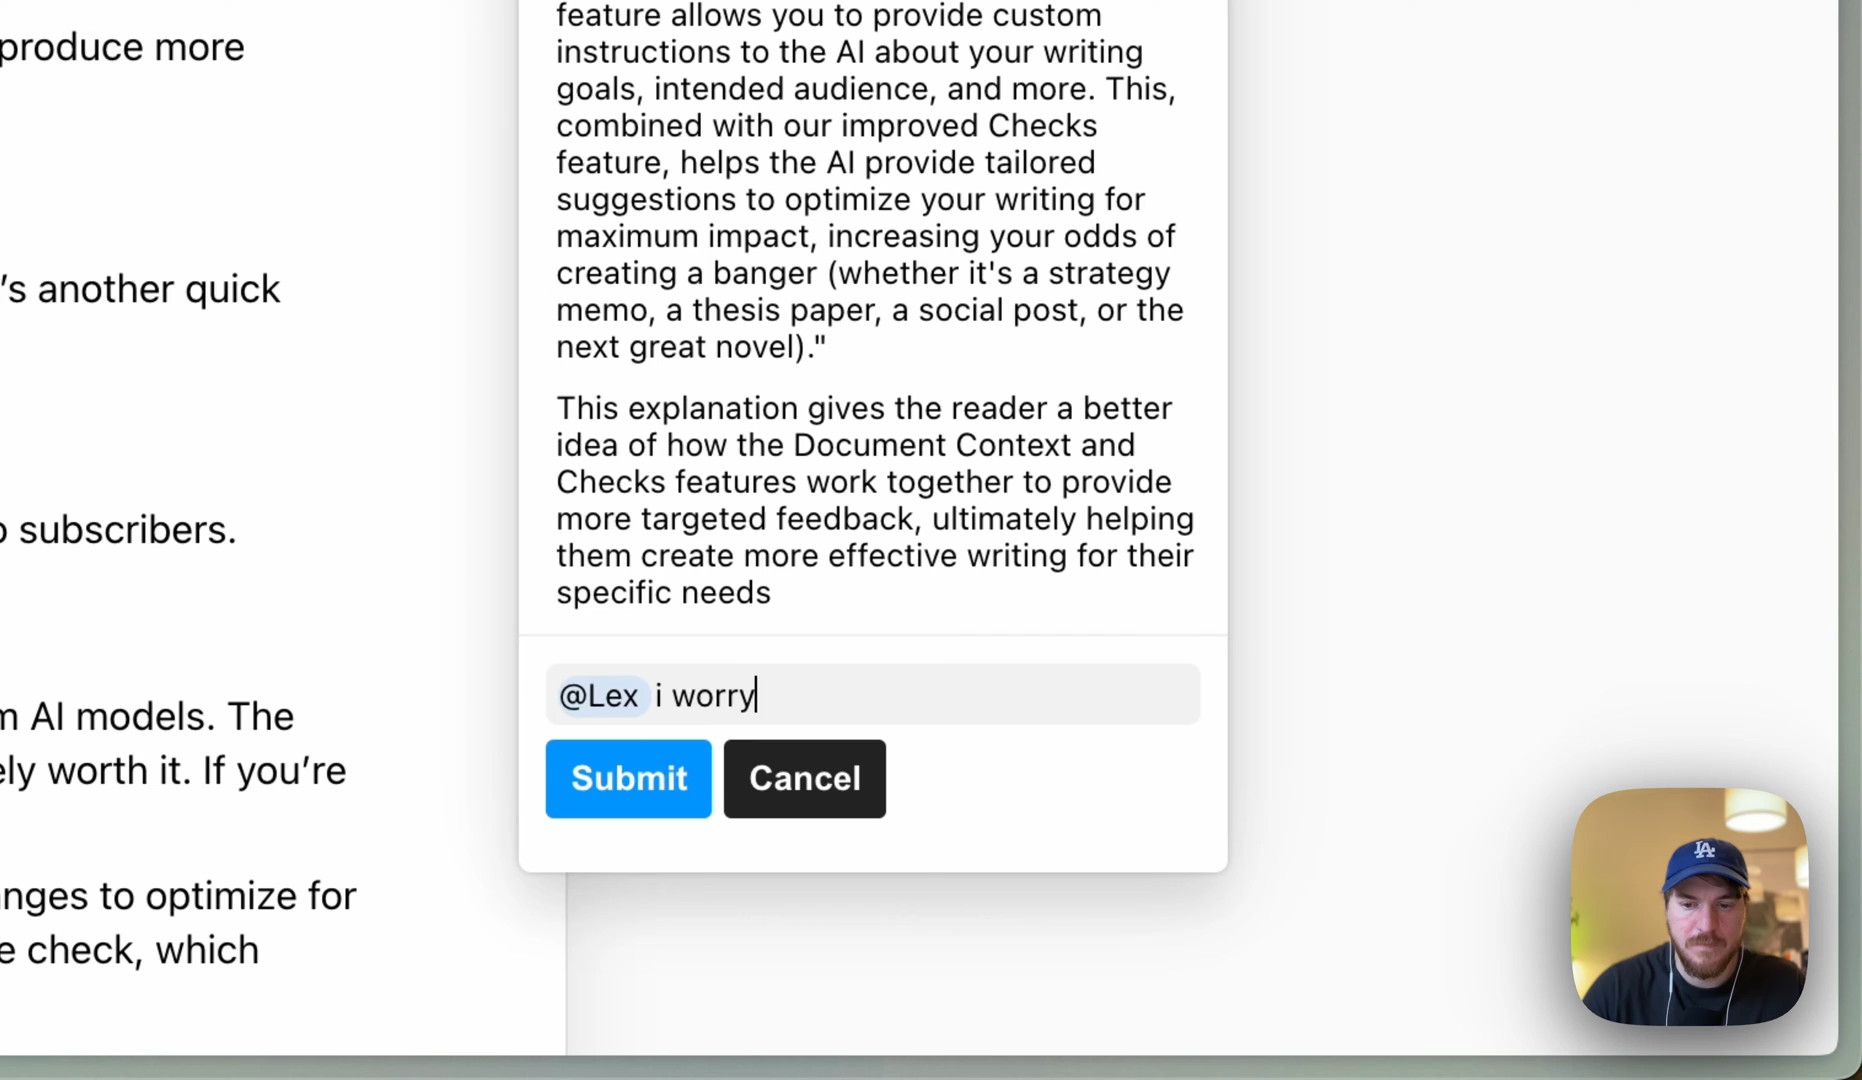 produce more
's another quick
subscribers.
AI models. The
worth it. If you're
to optimize for
check, which
feature allows you to provide custom
instructions to the AI about your writing
goals, intended audience, and more. This,
combined with our improved Checks
feature, helps the AI provide tailored
suggestions to optimize your writing for
maximum impact, increasing your odds of
creating a banger (whether it's a strategy
memo, a thesis paper, a social post, or the
next great novel)."
This explanation gives the reader a better
idea of how the Document Context and
Checks features work together to provide
more targeted feedback, ultimately helping
them create more effective writing for their
specific needs
@Lex i worry
Submit Cancel
LA